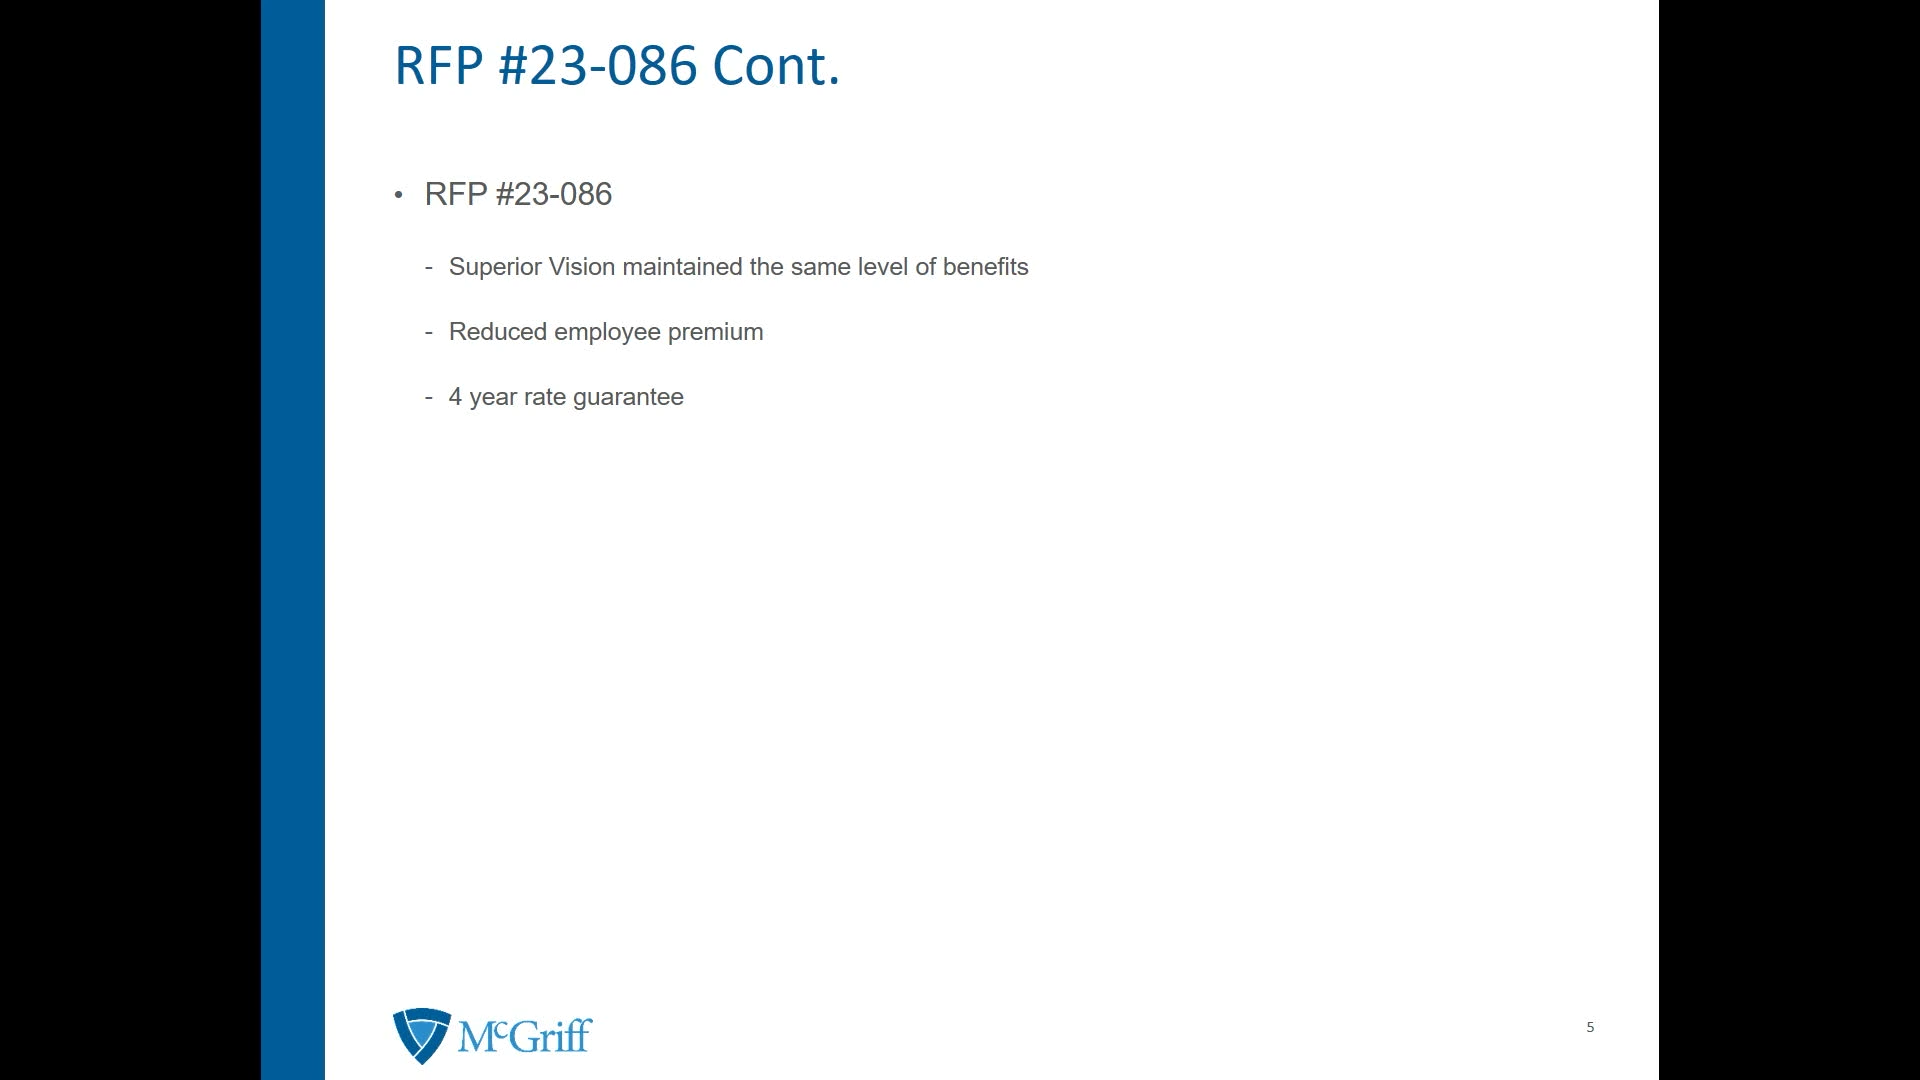 RFP #23-086 Cont.
• RFP #23-086
- Superior Vision maintained the same level of benefits
- Reduced employee premium
- 4 year rate guarantee
McGriff
5